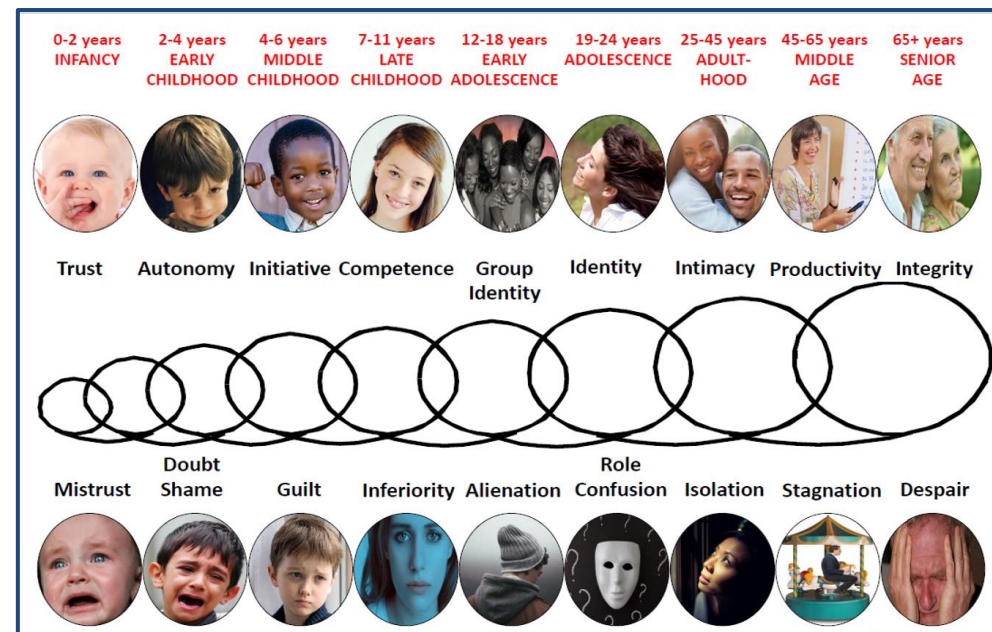 0-2 years 2-4 years 4-6 years 7-11 years 12-18 years 19-24 years 25-45 years 45-65 years 65+ years
INFANCY EARLY MIDDLE LATE EARLY ADOLESCENCE ADULT- MIDDLE SENIOR
CHILDHOOD CHILDHOOD CHILDHOOD ADOLESCENCE HOOD AGE AGE
Trust Autonomy Initiative Competence Group Identity Intimacy Productivity Integrity
Identity
Doubt Role
Mistrust Shame Guilt Inferiority Alienation Confusion Isolation Stagnation Despair